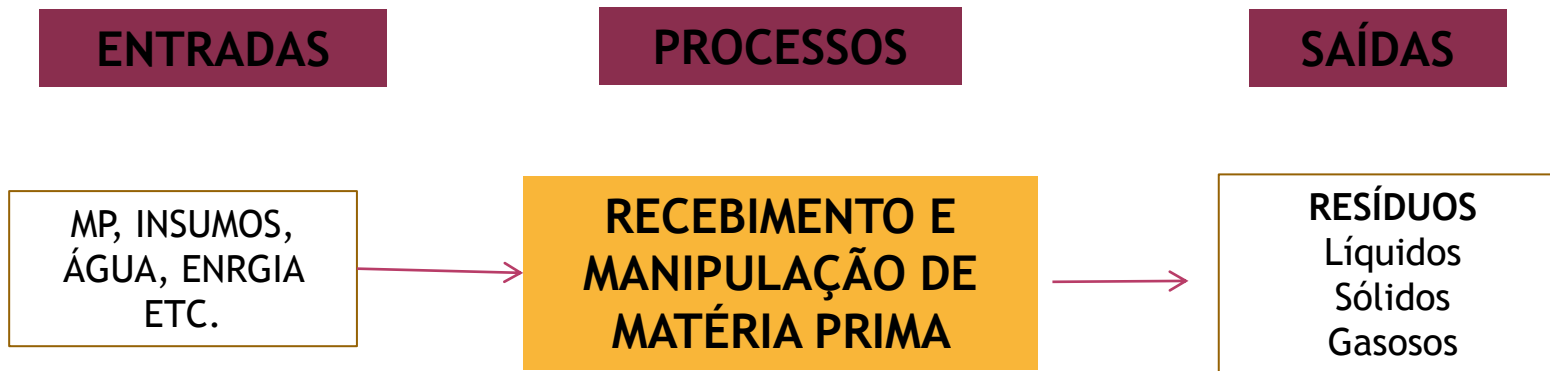 ENTRADAS
PROCESSOS
SAÍDAS
MP, INSUMOS,
ÁGUA, ENRGIA
ETC.
RECEBIMENTO E
MANIPULAÇÃO DE
MATÉRIA PRIMA
RESÍDUOS
Líquidos
Sólidos
Gasosos